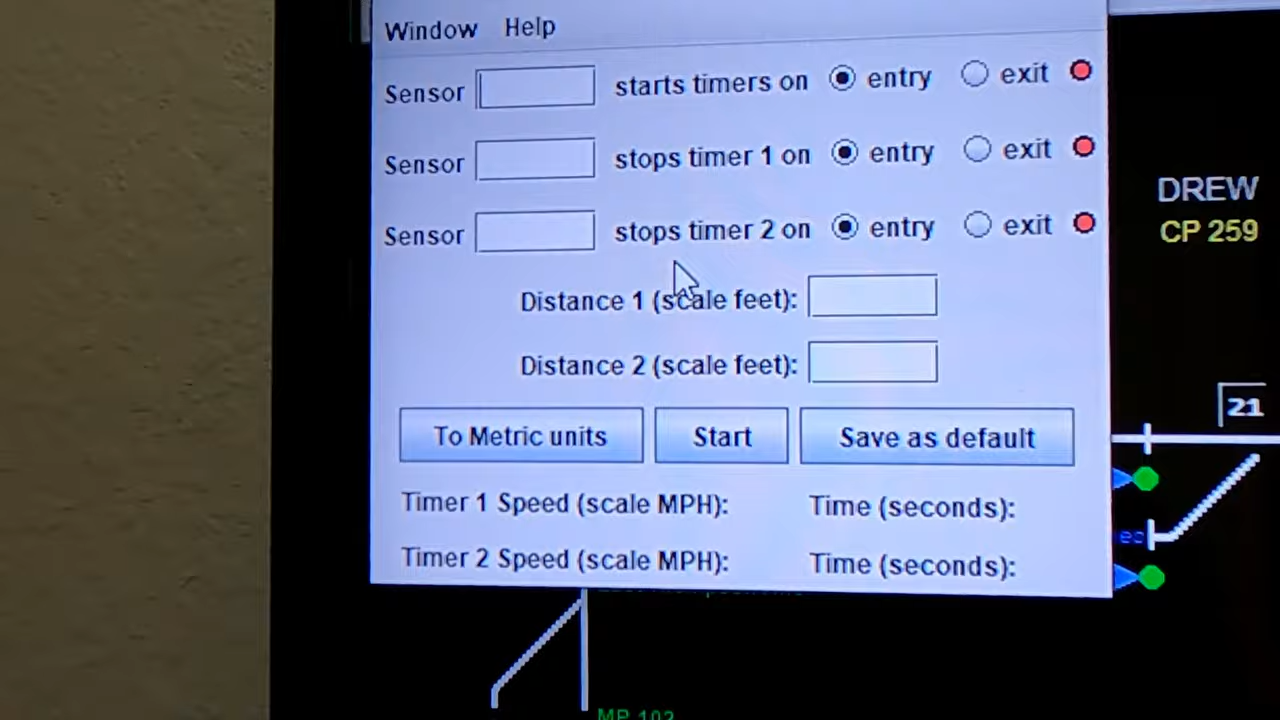 Window Help
Sensor starts timers on entry exit
Sensor stops timer 1 on entry exit
DREW
CP 259
Sensor stops timer 2 on entry exit
Distance 1 (scale feet):
Distance 2 (scale feet):
21
To Metric units Start Save as default
Timer 1 Speed (scale MPH): Time (seconds):
Timer 2 Speed (scale MPH): Time (seconds):
MP 102